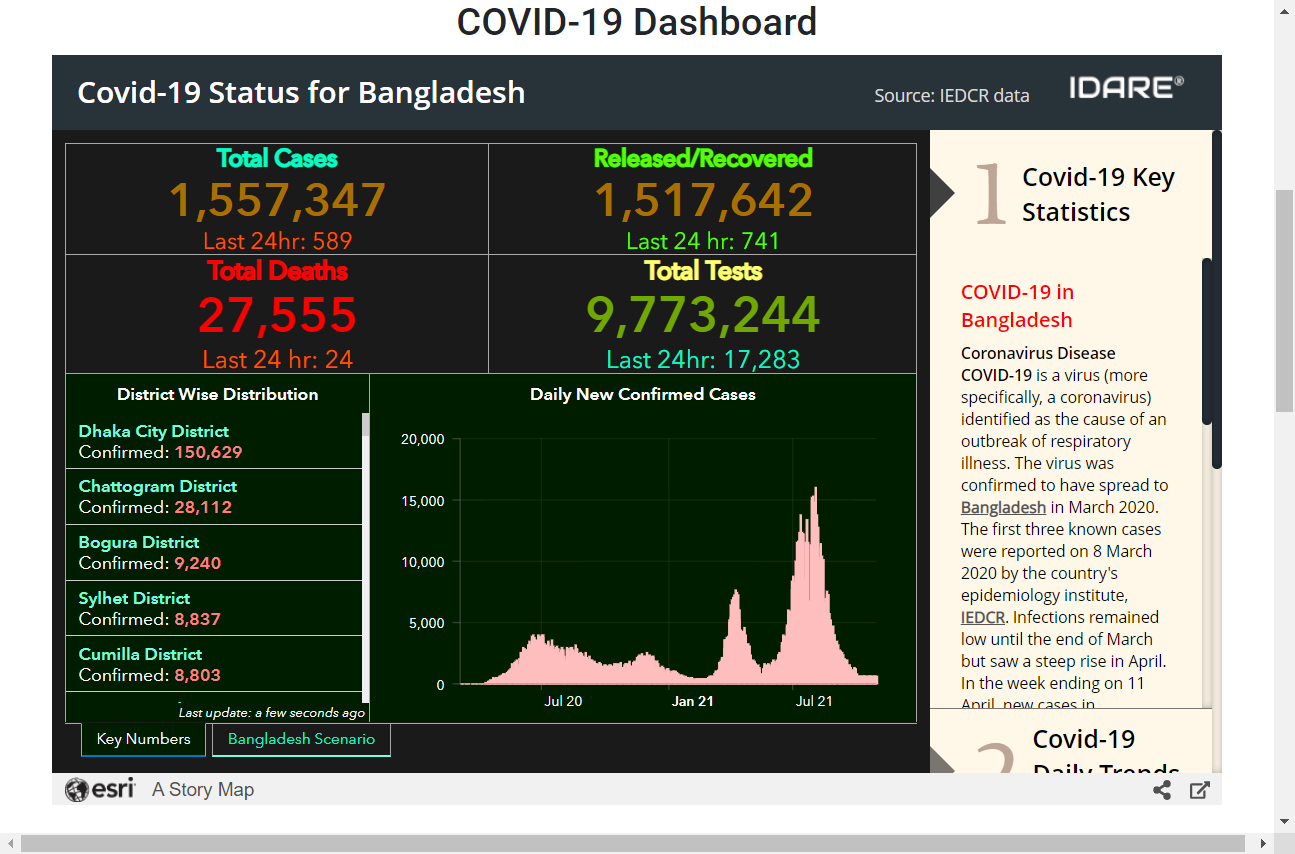 COVID-19 Dashboard
Covid-19 Status for Bangladesh
Source: IEDCR data
IDARE®
Total Cases
1,557,347
Last 24hr: 589
Released/Recovered
1,517,642
Last 24 hr: 741
Total Deaths
27,555
Last 24 hr: 24
Total Tests
9,773,244
Last 24hr: 17,283
District Wise Distribution
Dhaka City District
Confirmed: 150,629
Chattogram District
Confirmed: 28,112
Bogura District
Confirmed: 9,240
Sylhet District
Confirmed: 8,837
Cumilla District
Confirmed: 8,803
Last update: a few seconds ago
Daily New Confirmed Cases
20,000
15,000
10,000
5,000
0
Jul 20
Jan 21
Jul 21
Key Numbers
Bangladesh Scenario
1
Covid-19 Key
Statistics
COVID-19 in
Bangladesh
Coronavirus Disease
COVID-19 is a virus (more
specifically, a coronavirus)
identified as the cause of an
outbreak of respiratory
illness. The virus was
confirmed to have spread to
Bangladesh in March 2020.
The first three known cases
were reported on 8 March
2020 by the country's
epidemiology institute,
IEDCR. Infections remained
low until the end of March
but saw a steep rise in April.
In the week ending on 11
April, new cases in
2
Covid-19
Daily Trends
esri
A Story Map